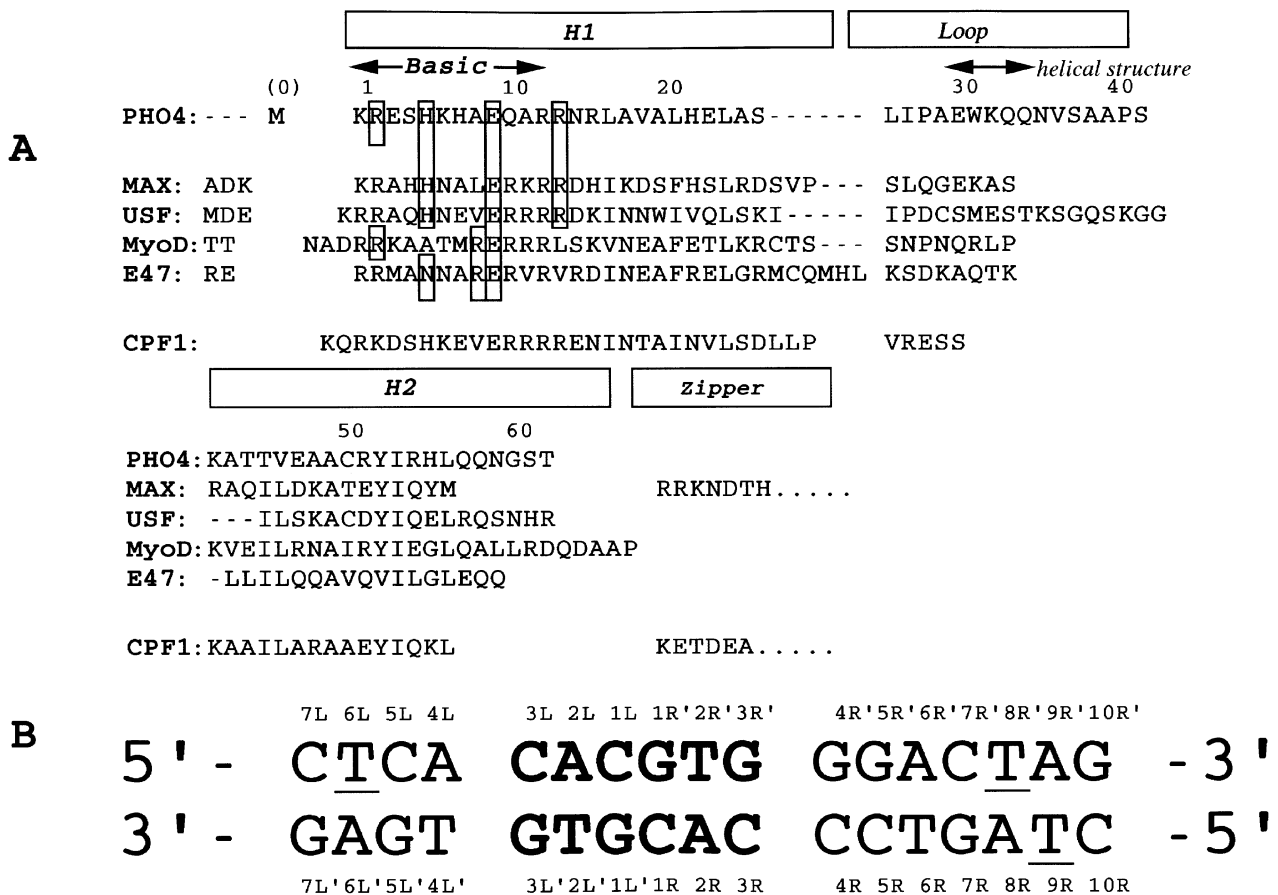 H1 Loop
Basic helical structure
(0) 1 10 20 30 40
A
PHO4: --- M KRESHKHAEQARRNRLAVALHELAS------ LIPAEWKQQNVSAAPS
MAX: ADK KRAHHNALERKRRDHIKDSFHSLRDSVP--- SLQGEKAS
USF: MDE KRRAQHNEVERRRRDKINNWIVQLSKI----- IPDCSMESTKSGQSKGG
MyoD: TT NADRRKAATMRERRRLSKVNEAFETLKRCTS--- SNPNQRLP
E47: RE RRMANNARERVRVRDINEAFRELGRMCQMHL KSDKAQTK
CPF1: KQRKDSHKEVERRRRENINTAINVLSDLLP VRESS
H2 Zipper
50 60
PHO4: KATTVEAACRYIRHLQQNGST
MAX: RAQILDKATEYIQYM RRKNDTH.....
USF: ---ILSKACDYIQELRQSNHR
MyoD: KVEILRNAIRYIEGLQALLRDQDAAP
E47: -LLILQQAVQVILGLEQQ
CPF1: KAAILARAAEYIQKL KETDEA.....
B
7L 6L 5L 4L 3L 2L 1L 1R'2R'3R' 4R'5R'6R'7R'8R'9R'10R'
5'- CTCA CACGTG GGACTAG -3'
3'- GAGT GTGCAC CCTGATC -5'
7L'6L'5L'4L' 3L'2L'1L'1R 2R 3R 4R 5R 6R 7R 8R 9R 10R